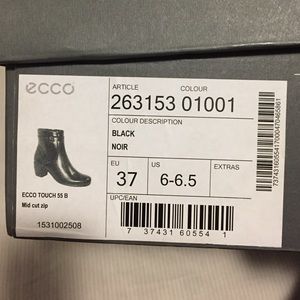 ecco
ARTICLE COLOUR
263153 01001
COLOUR DESCRIPTION
BLACK
NOIR
EU US EXTRAS
37 6-6.5
UPC/EAN
7 37431 60554 1
ECCO TOUCH 55 B
Mid cut zip
1531002508